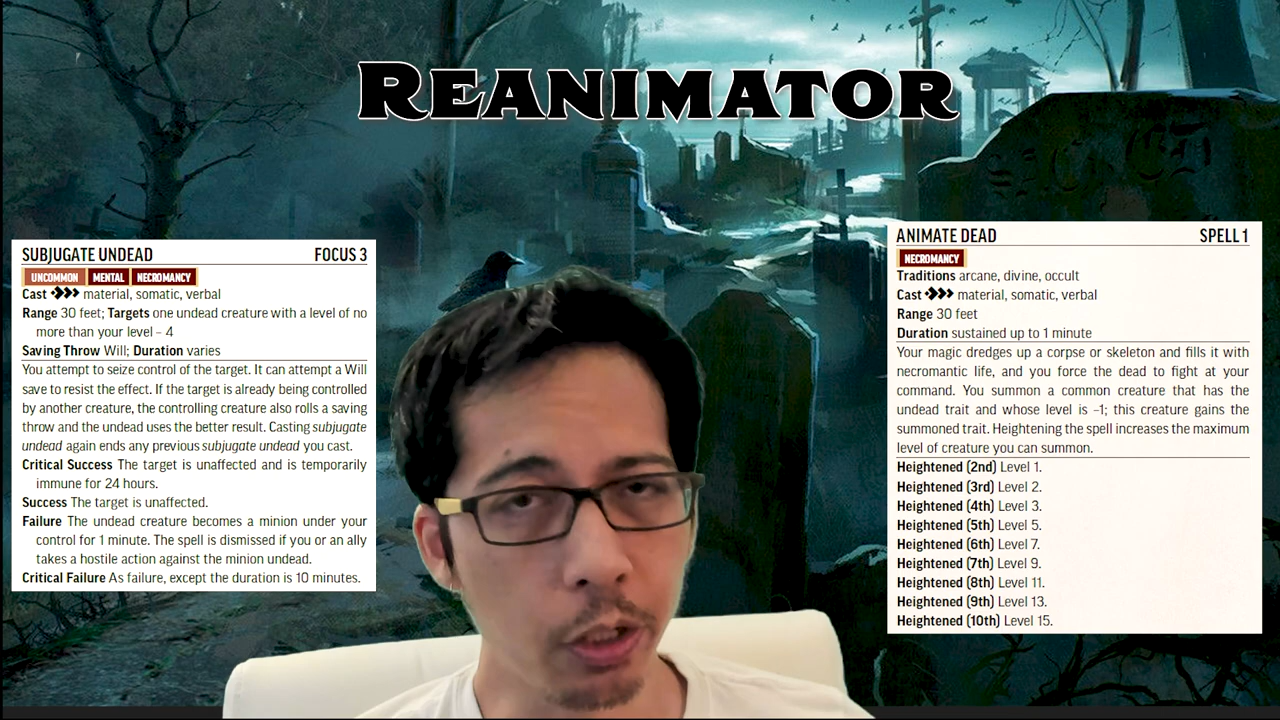 REANIMATOR
SUBJUGATE UNDEAD FOCUS 3
UNCOMMON MENTAL NECROMANCY
Cast material, somatic, verbal
Range 30 feet; Targets one undead creature with a level of no
more than your level – 4
Saving Throw Will; Duration varies
You attempt to seize control of the target. It can attempt a Will
save to resist the effect. If the target is already being controlled
by another creature, the controlling creature also rolls a saving
throw and the undead uses the better result. Casting subjugate
undead again ends any previous subjugate undead you cast.
Critical Success The target is unaffected and is temporarily
immune for 24 hours.
Success The target is unaffected.
Failure The undead creature becomes a minion under your
control for 1 minute. The spell is dismissed if you or an ally
takes a hostile action against the minion undead.
Critical Failure As failure, except the duration is 10 minutes.
ANIMATE DEAD SPELL 1
NECROMANCY
Traditions arcane, divine, occult
Cast material, somatic, verbal
Range 30 feet
Duration sustained up to 1 minute
Your magic dredges up a corpse or skeleton and fills it with
necromantic life, and you force the dead to fight at your
command. You summon a common creature that has the
undead trait and whose level is –1; this creature gains the
summoned trait. Heightening the spell increases the maximum
level of creature you can summon.
Heightened (2nd) Level 1.
Heightened (3rd) Level 2.
Heightened (4th) Level 3.
Heightened (5th) Level 5.
Heightened (6th) Level 7.
Heightened (7th) Level 9.
Heightened (8th) Level 11.
Heightened (9th) Level 13.
Heightened (10th) Level 15.